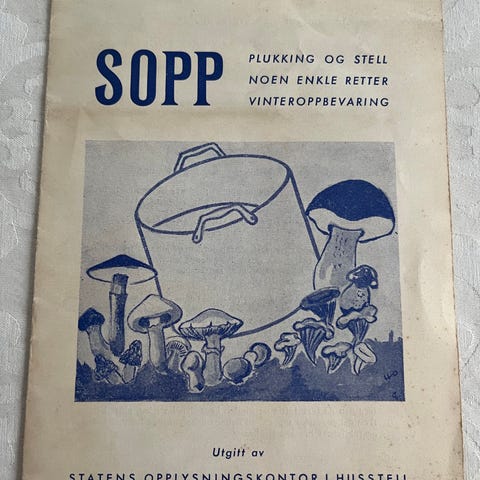 SOPP
PLUKKING OG STELL
NOEN ENKLE RETTER
VINTEROPPBEVARING
Utgitt av
STATENS OPPLYSNINGSKONTOR I HUSSTELL